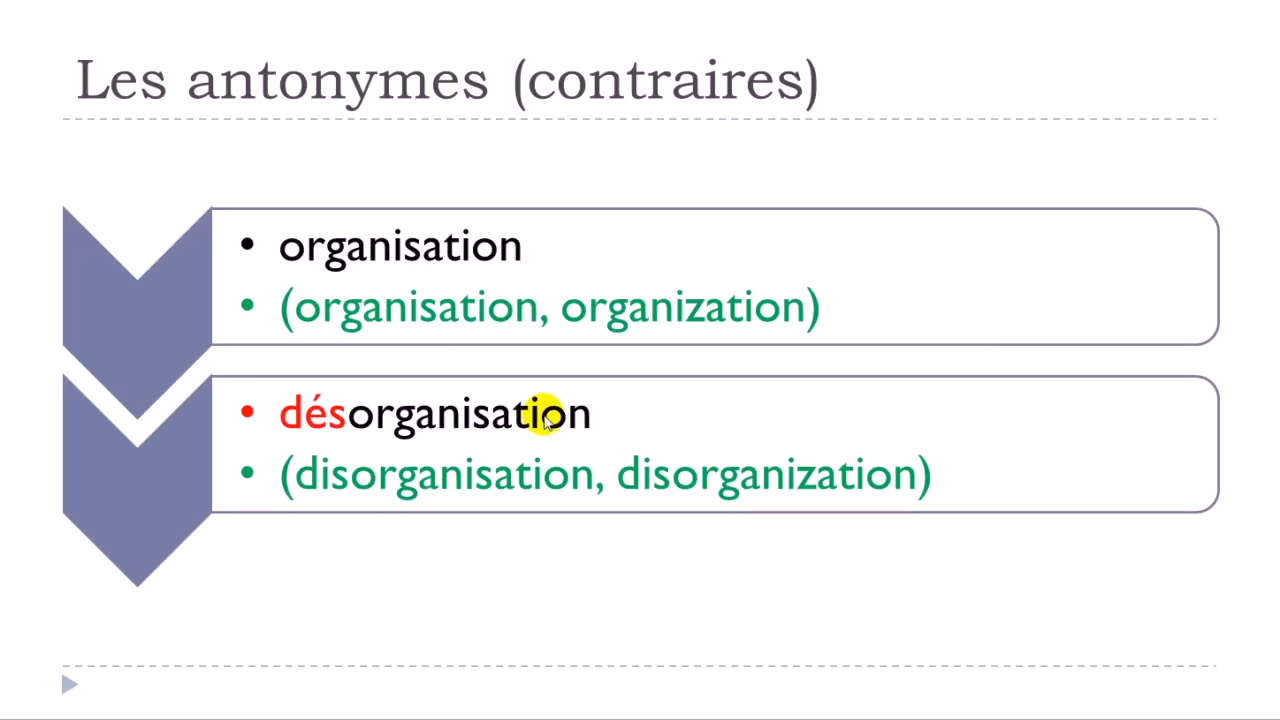 Les antonymes (contraires)
• organisation
• (organisation, organization)
• désorganisation
• (disorganisation, disorganization)